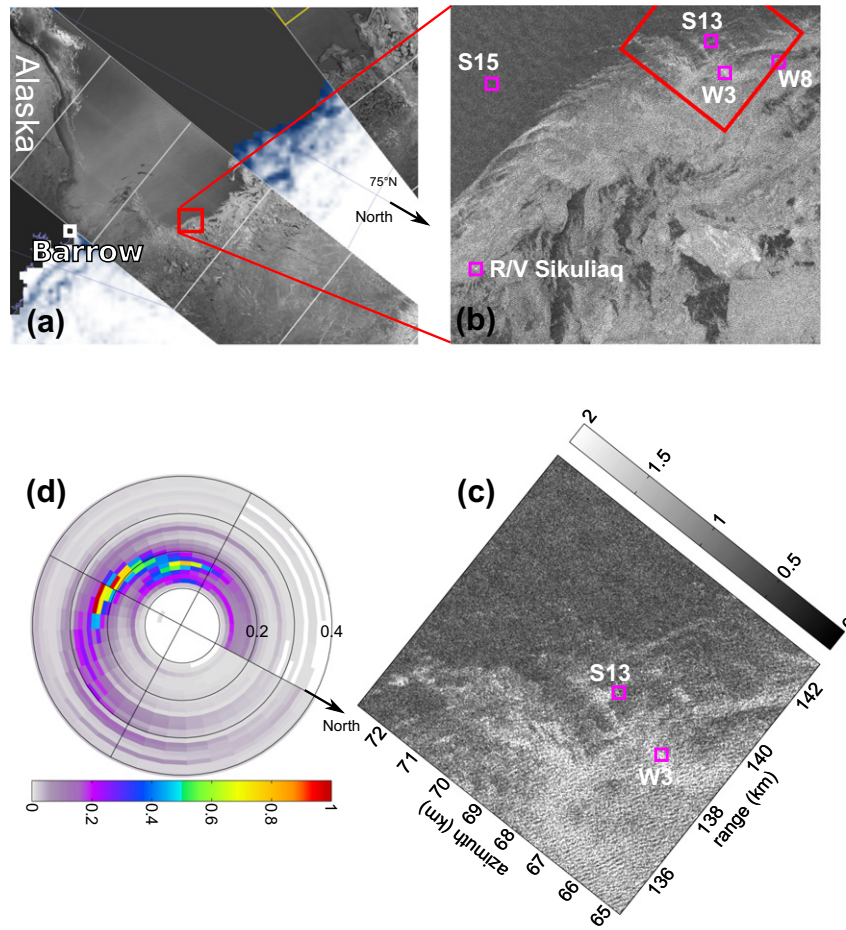 Alaska
Barrow
75°N
North
(a)
S13
S15
W3
W8
R/V Sikuliaq
(b)
(d)
0.2
0.4
North
0
0.2
0.4
0.6
0.8
1
(c)
2
1.5
1
0.5
S13
W3
72
71
70
69
68
67
66
65
azimuth (km)
136
138
140
142
range (km)